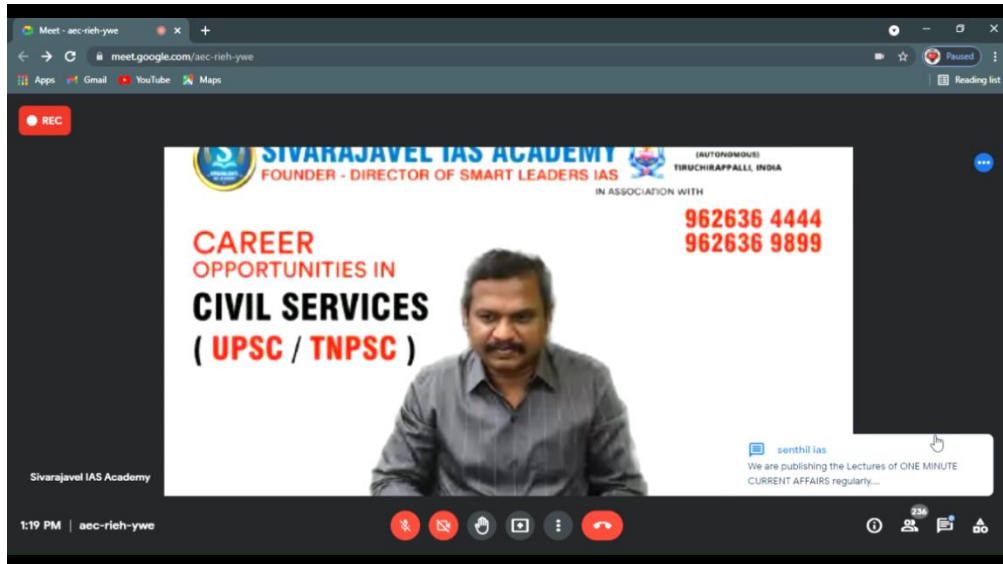 Meet - aec-rieh-ywe
meet.google.com/aec-rieh-ywe
Paused
Apps Gmail YouTube Maps
Reading list
REC
SIVARAJAVEL IAS ACADEMY
FOUNDER - DIRECTOR OF SMART LEADERS IAS
(AUTONOMOUS)
TIRUCHIRAPPALLI, INDIA
IN ASSOCIATION WITH
962636 4444
962636 9899
CAREER
OPPORTUNITIES IN
CIVIL SERVICES
( UPSC / TNPSC )
senthil ias
We are publishing the Lectures of ONE MINUTE
CURRENT AFFAIRS regularly....
Sivarajavel IAS Academy
1:19 PM | aec-rieh-ywe
236